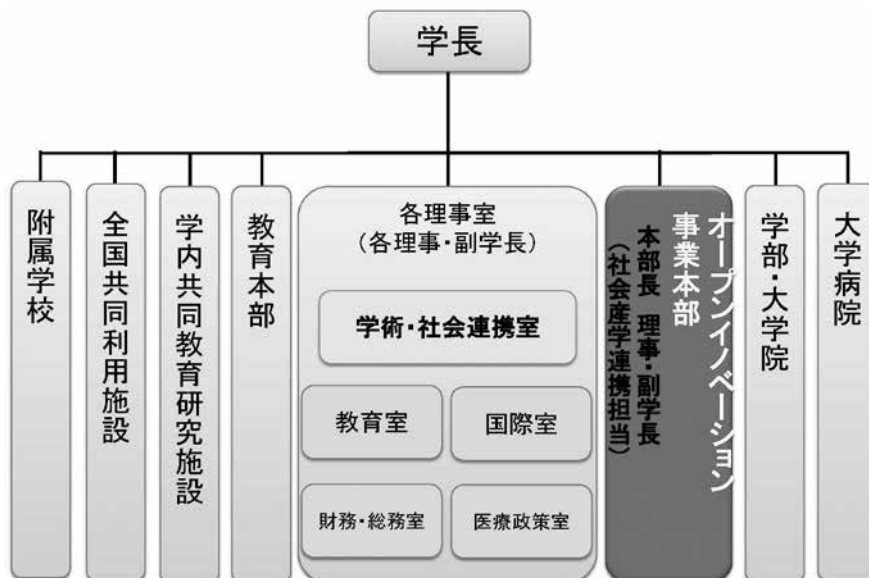 学長
附属学校
全国共同利用施設
学内共同教育研究施設
教育本部
各理事室
（各理事・副学長）
学術・社会連携室
教育室
国際室
財務・総務室
医療政策室
オープンイノベーション
事業本部
本部長 理事・副学長
（社会産学連携担当）
学部・大学院
大学病院